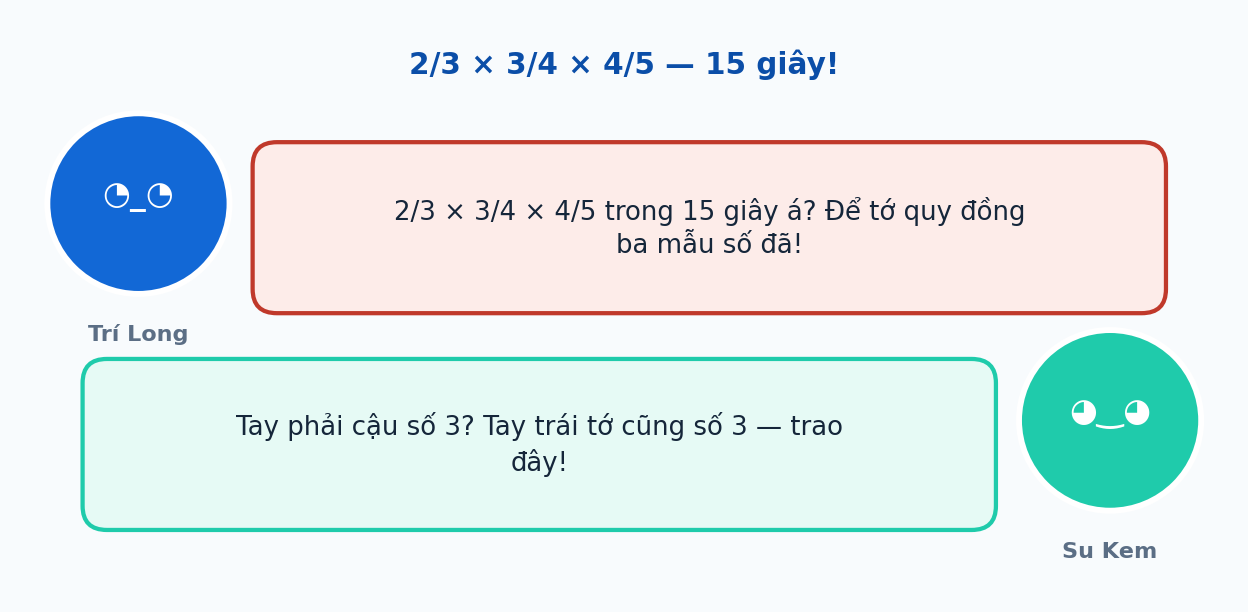 2/3 × 3/4 × 4/5 — 15 giây!
2/3 × 3/4 × 4/5 trong 15 giây á? Để tớ quy đồng
ba mẫu số đã!
Trí Long
Tay phải cậu số 3? Tay trái tớ cũng số 3 — trao
đây!
Su Kem